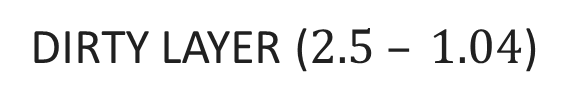 DIRTY LAYER (2.5 – 1.04)